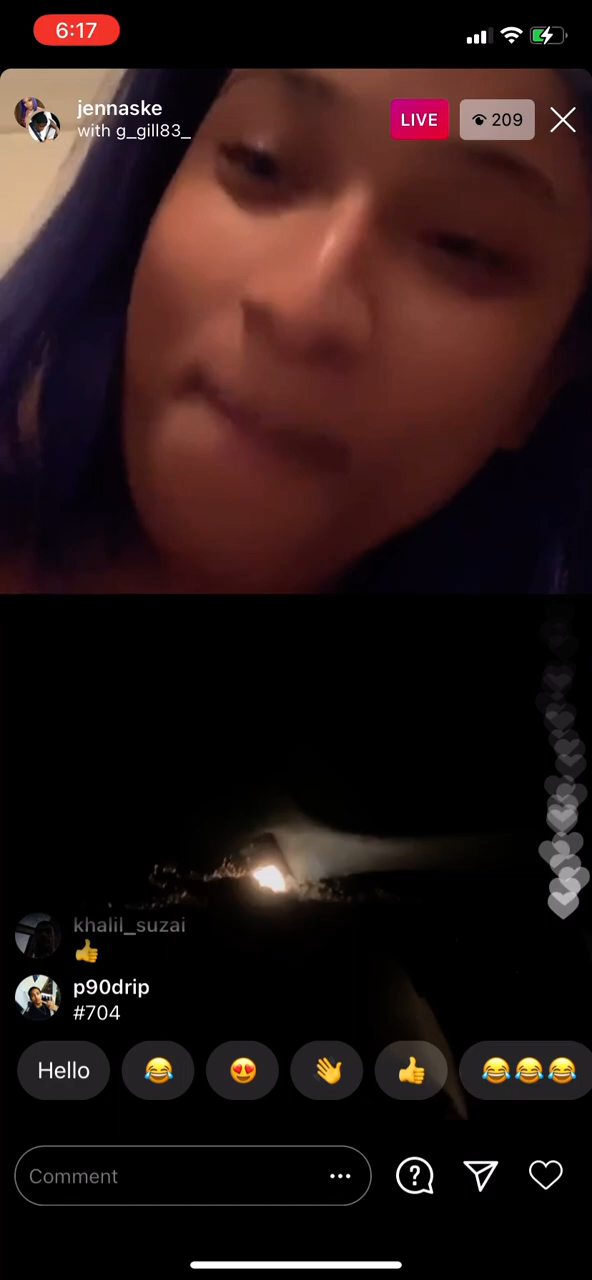 6:17
jennaske
with g_gill83_
LIVE
209
khalil_suzai
👍
p90drip
#704
Hello 😂 😍 👋 👍 😂😂😂
Comment